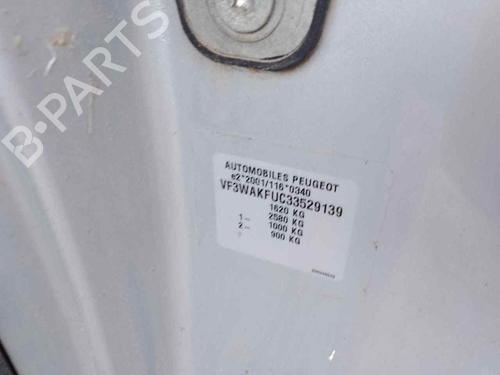 B-PARTS
AUTOMOBILES PEUGEOT
e2*2001/116*0340
VF3WAKFUC33529139
1620 KG
1- 2580 KG
2- 1000 KG
900 KG